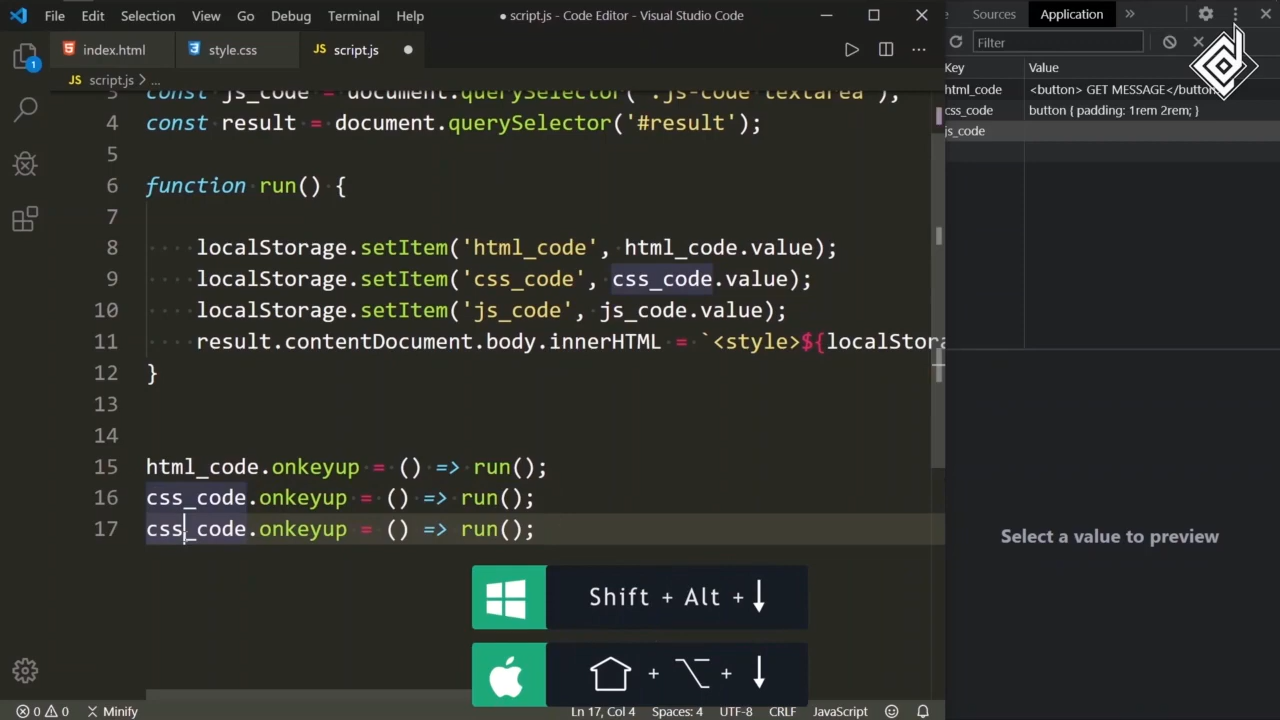 File Edit Selection View Go Debug Terminal Help ● script.js - Code Editor - Visual Studio Code
Sources Application »
index.html style.css JS script.js ●
Filter
JS script.js > ...
Key Value
html_code <button> GET MESSAGE</button>
css_code button { padding: 1rem 2rem; }
js_code
3 const js_code = document.querySelector('.js-code textarea');
4 const result = document.querySelector('#result');
5
6 function run() {
7
8 localStorage.setItem('html_code', html_code.value);
9 localStorage.setItem('css_code', css_code.value);
10 localStorage.setItem('js_code', js_code.value);
11 result.contentDocument.body.innerHTML = `<style>${localStora
12 }
13
14
15 html_code.onkeyup = () => run();
16 css_code.onkeyup = () => run();
17 css_code.onkeyup = () => run();
Select a value to preview
Shift + Alt + ↓
⇧ + ⌥ + ↓
1
0 0 Minify Ln 17, Col 4 Spaces: 4 UTF-8 CRLF JavaScript